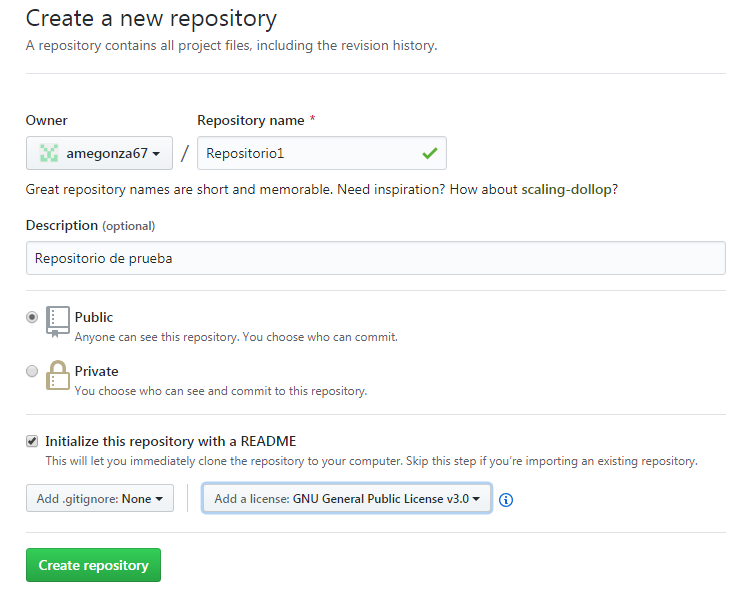 Create a new repository
A repository contains all project files, including the revision history.
Owner
Repository name *
amegonza67 / Repositorio1
Great repository names are short and memorable. Need inspiration? How about scaling-dollop?
Description (optional)
Repositorio de prueba
Public
Anyone can see this repository. You choose who can commit.
Private
You choose who can see and commit to this repository.
Initialize this repository with a README
This will let you immediately clone the repository to your computer. Skip this step if you're importing an existing repository.
Add .gitignore: None
Add a license: GNU General Public License v3.0
Create repository